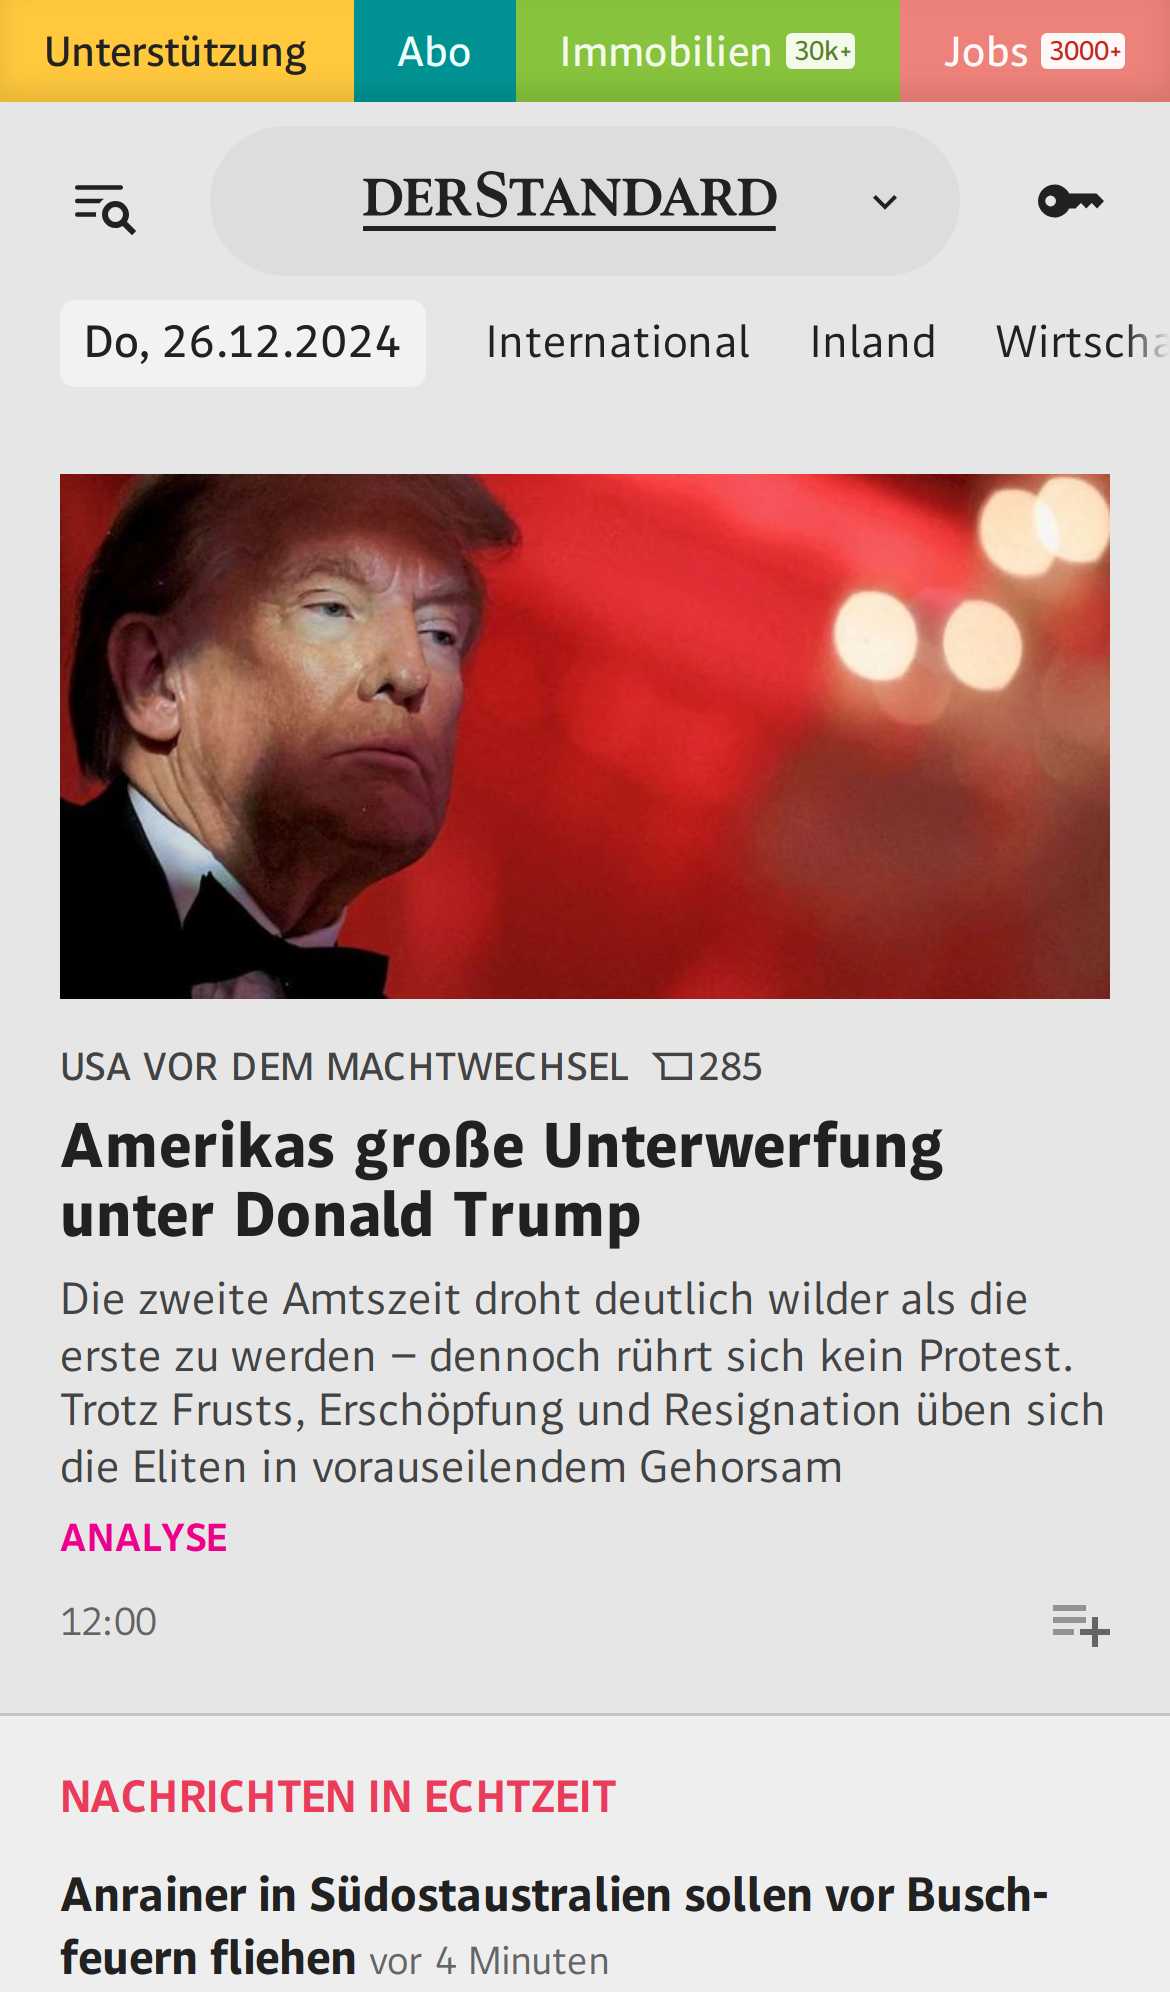 Unterstützung Abo Immobilien 30k+ Jobs 3000+
DERSTANDARD
Do, 26.12.2024 International Inland Wirtscha
USA VOR DEM MACHTWECHSEL 285
Amerikas große Unterwerfung
unter Donald Trump
Die zweite Amtszeit droht deutlich wilder als die
erste zu werden – dennoch rührt sich kein Protest.
Trotz Frusts, Erschöpfung und Resignation üben sich
die Eliten in vorauseilendem Gehorsam
ANALYSE
12:00
NACHRICHTEN IN ECHTZEIT
Anrainer in Südostaustralien sollen vor Busch-
feuern fliehen vor 4 Minuten